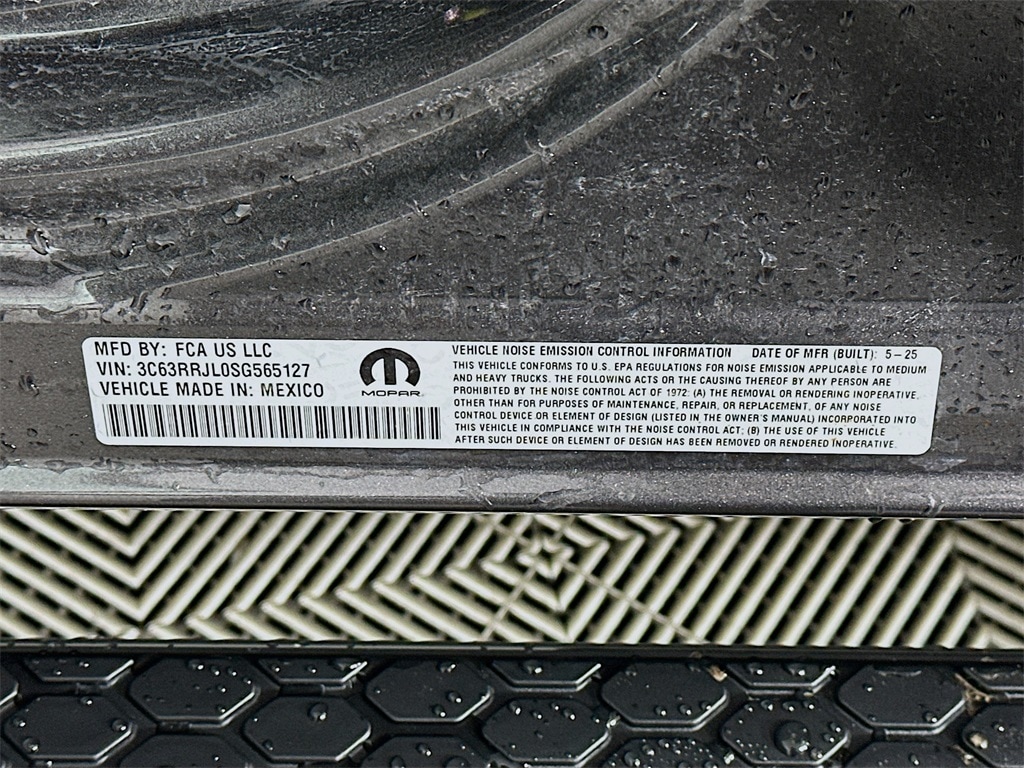 MFD BY: FCA US LLC
VIN: 3C63RRJL0SG565127
VEHICLE MADE IN: MEXICO
MOPAR
VEHICLE NOISE EMISSION CONTROL INFORMATION DATE OF MFR (BUILT): 5-25
THIS VEHICLE CONFORMS TO U.S. EPA REGULATIONS FOR NOISE EMISSION APPLICABLE TO MEDIUM
AND HEAVY TRUCKS. THE FOLLOWING ACTS OR THE CAUSING THEREOF BY ANY PERSON ARE
PROHIBITED BY THE NOISE CONTROL ACT OF 1972: (A) THE REMOVAL OR RENDERING INOPERATIVE,
OTHER THAN FOR PURPOSES OF MAINTENANCE, REPAIR, OR REPLACEMENT, OF ANY NOISE
CONTROL DEVICE OR ELEMENT OF DESIGN (LISTED IN THE OWNER'S MANUAL) INCORPORATED INTO
THIS VEHICLE IN COMPLIANCE WITH THE NOISE CONTROL ACT; (B) THE USE OF THIS VEHICLE
AFTER SUCH DEVICE OR ELEMENT OF DESIGN HAS BEEN REMOVED OR RENDERED INOPERATIVE.